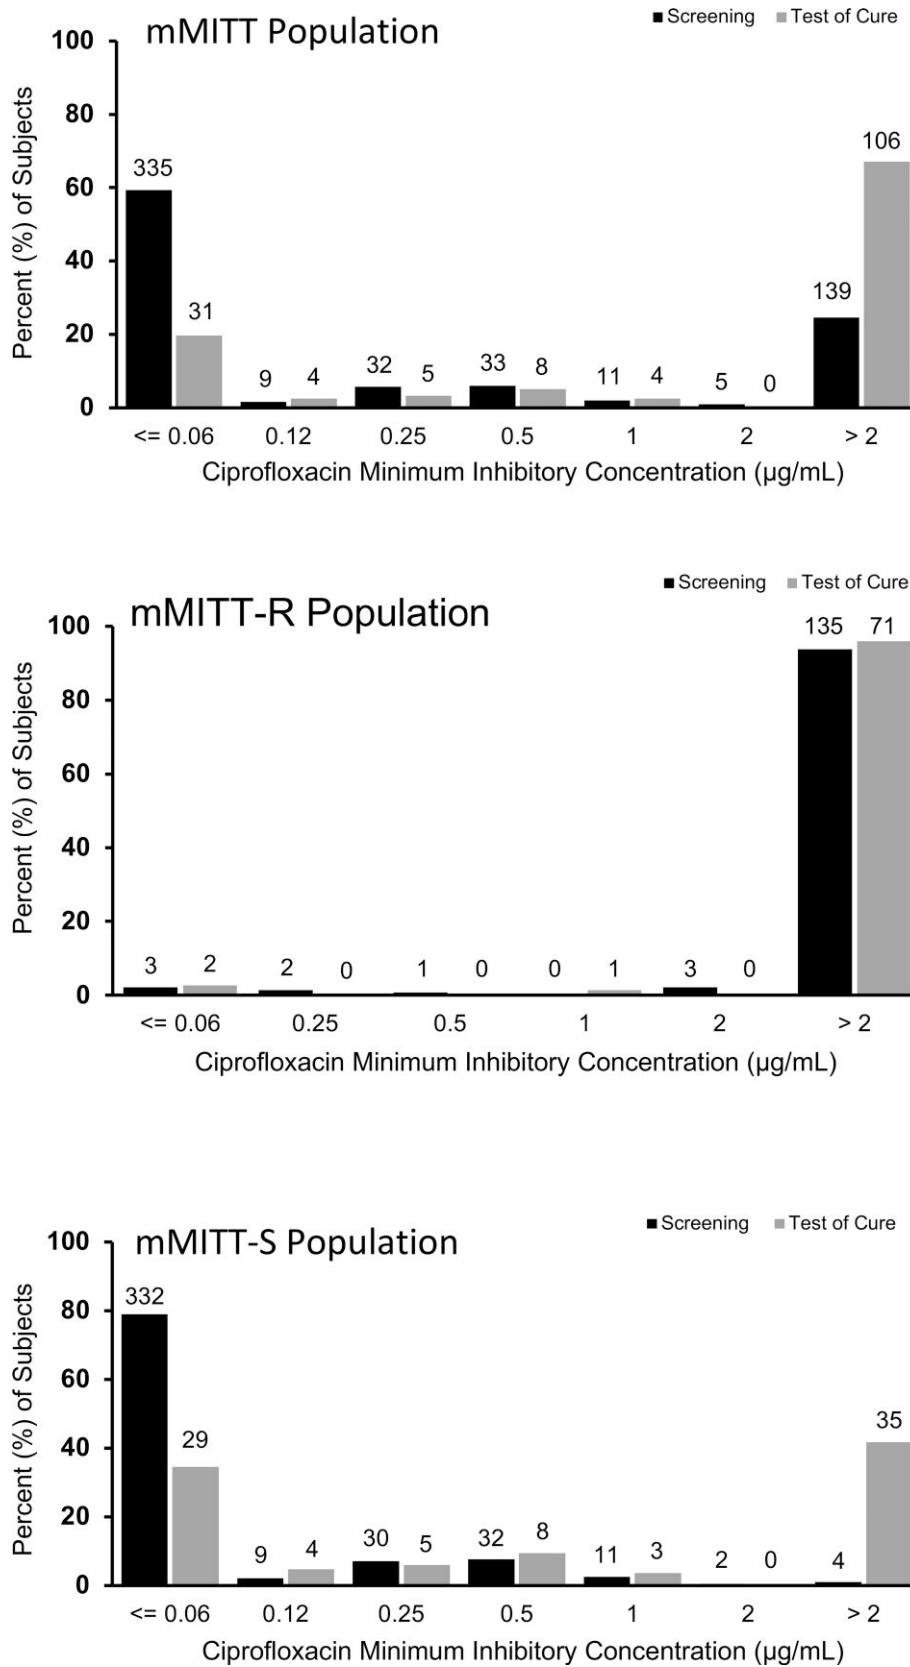 mMITT Population
■ Screening ■ Test of Cure
Percent (%) of Subjects
100
80
60
40
20
0
335 31 9 4 32 5 33 8 11 4 5 0 139 106
<= 0.06 0.12 0.25 0.5 1 2 > 2
Ciprofloxacin Minimum Inhibitory Concentration (µg/mL)
■ Screening ■ Test of Cure
mMITT-R Population
Percent (%) of Subjects
100
80
60
40
20
0
3 2 2 0 1 0 0 1 3 0 135 71
<= 0.06 0.25 0.5 1 2 > 2
Ciprofloxacin Minimum Inhibitory Concentration (µg/mL)
■ Screening ■ Test of Cure
mMITT-S Population
Percent (%) of Subjects
100
80
60
40
20
0
332 29 9 4 30 5 32 8 11 3 2 0 4 35
<= 0.06 0.12 0.25 0.5 1 2 > 2
Ciprofloxacin Minimum Inhibitory Concentration (µg/mL)